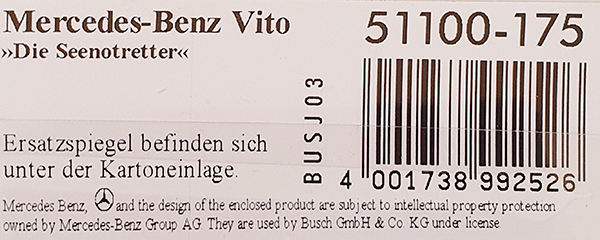 Mercedes-Benz Vito
»Die Seenotretter«
51100-175
BUSJ03
Ersatzspiegel befinden sich
unter der Kartoneinlage.
4 001738 992526
Mercedes Benz, and the design of the enclosed product are subject to intellectual property protection
owned by Mercedes-Benz Group AG. They are used by Busch GmbH & Co. KG under license.